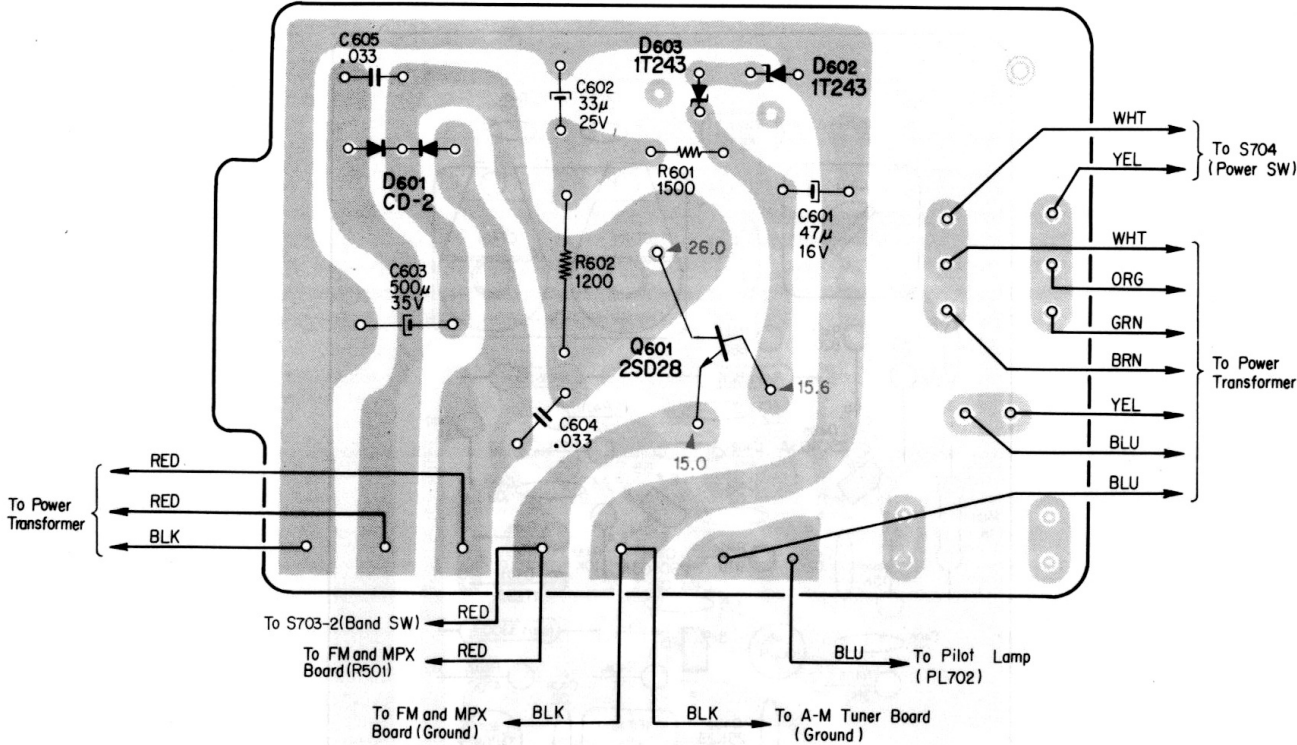 C605
.033
D603
1T243
D602
1T243
C602
33μ
25V
D601
CD-2
R601
1500
C601
47μ
16V
C603
500μ
35V
R602
1200
26.0
Q601
2SD28
15.6
C604
.033
15.0
WHT
YEL
To S704
(Power SW)
WHT
ORG
GRN
BRN
YEL
BLU
BLU
To Power
Transformer
RED
RED
BLK
To Power
Transformer
To S703-2(Band SW)
RED
To FM and MPX
Board(R501)
RED
To FM and MPX
Board(Ground)
BLK
BLK
To A-M Tuner Board
(Ground)
BLU
To Pilot Lamp
(PL702)